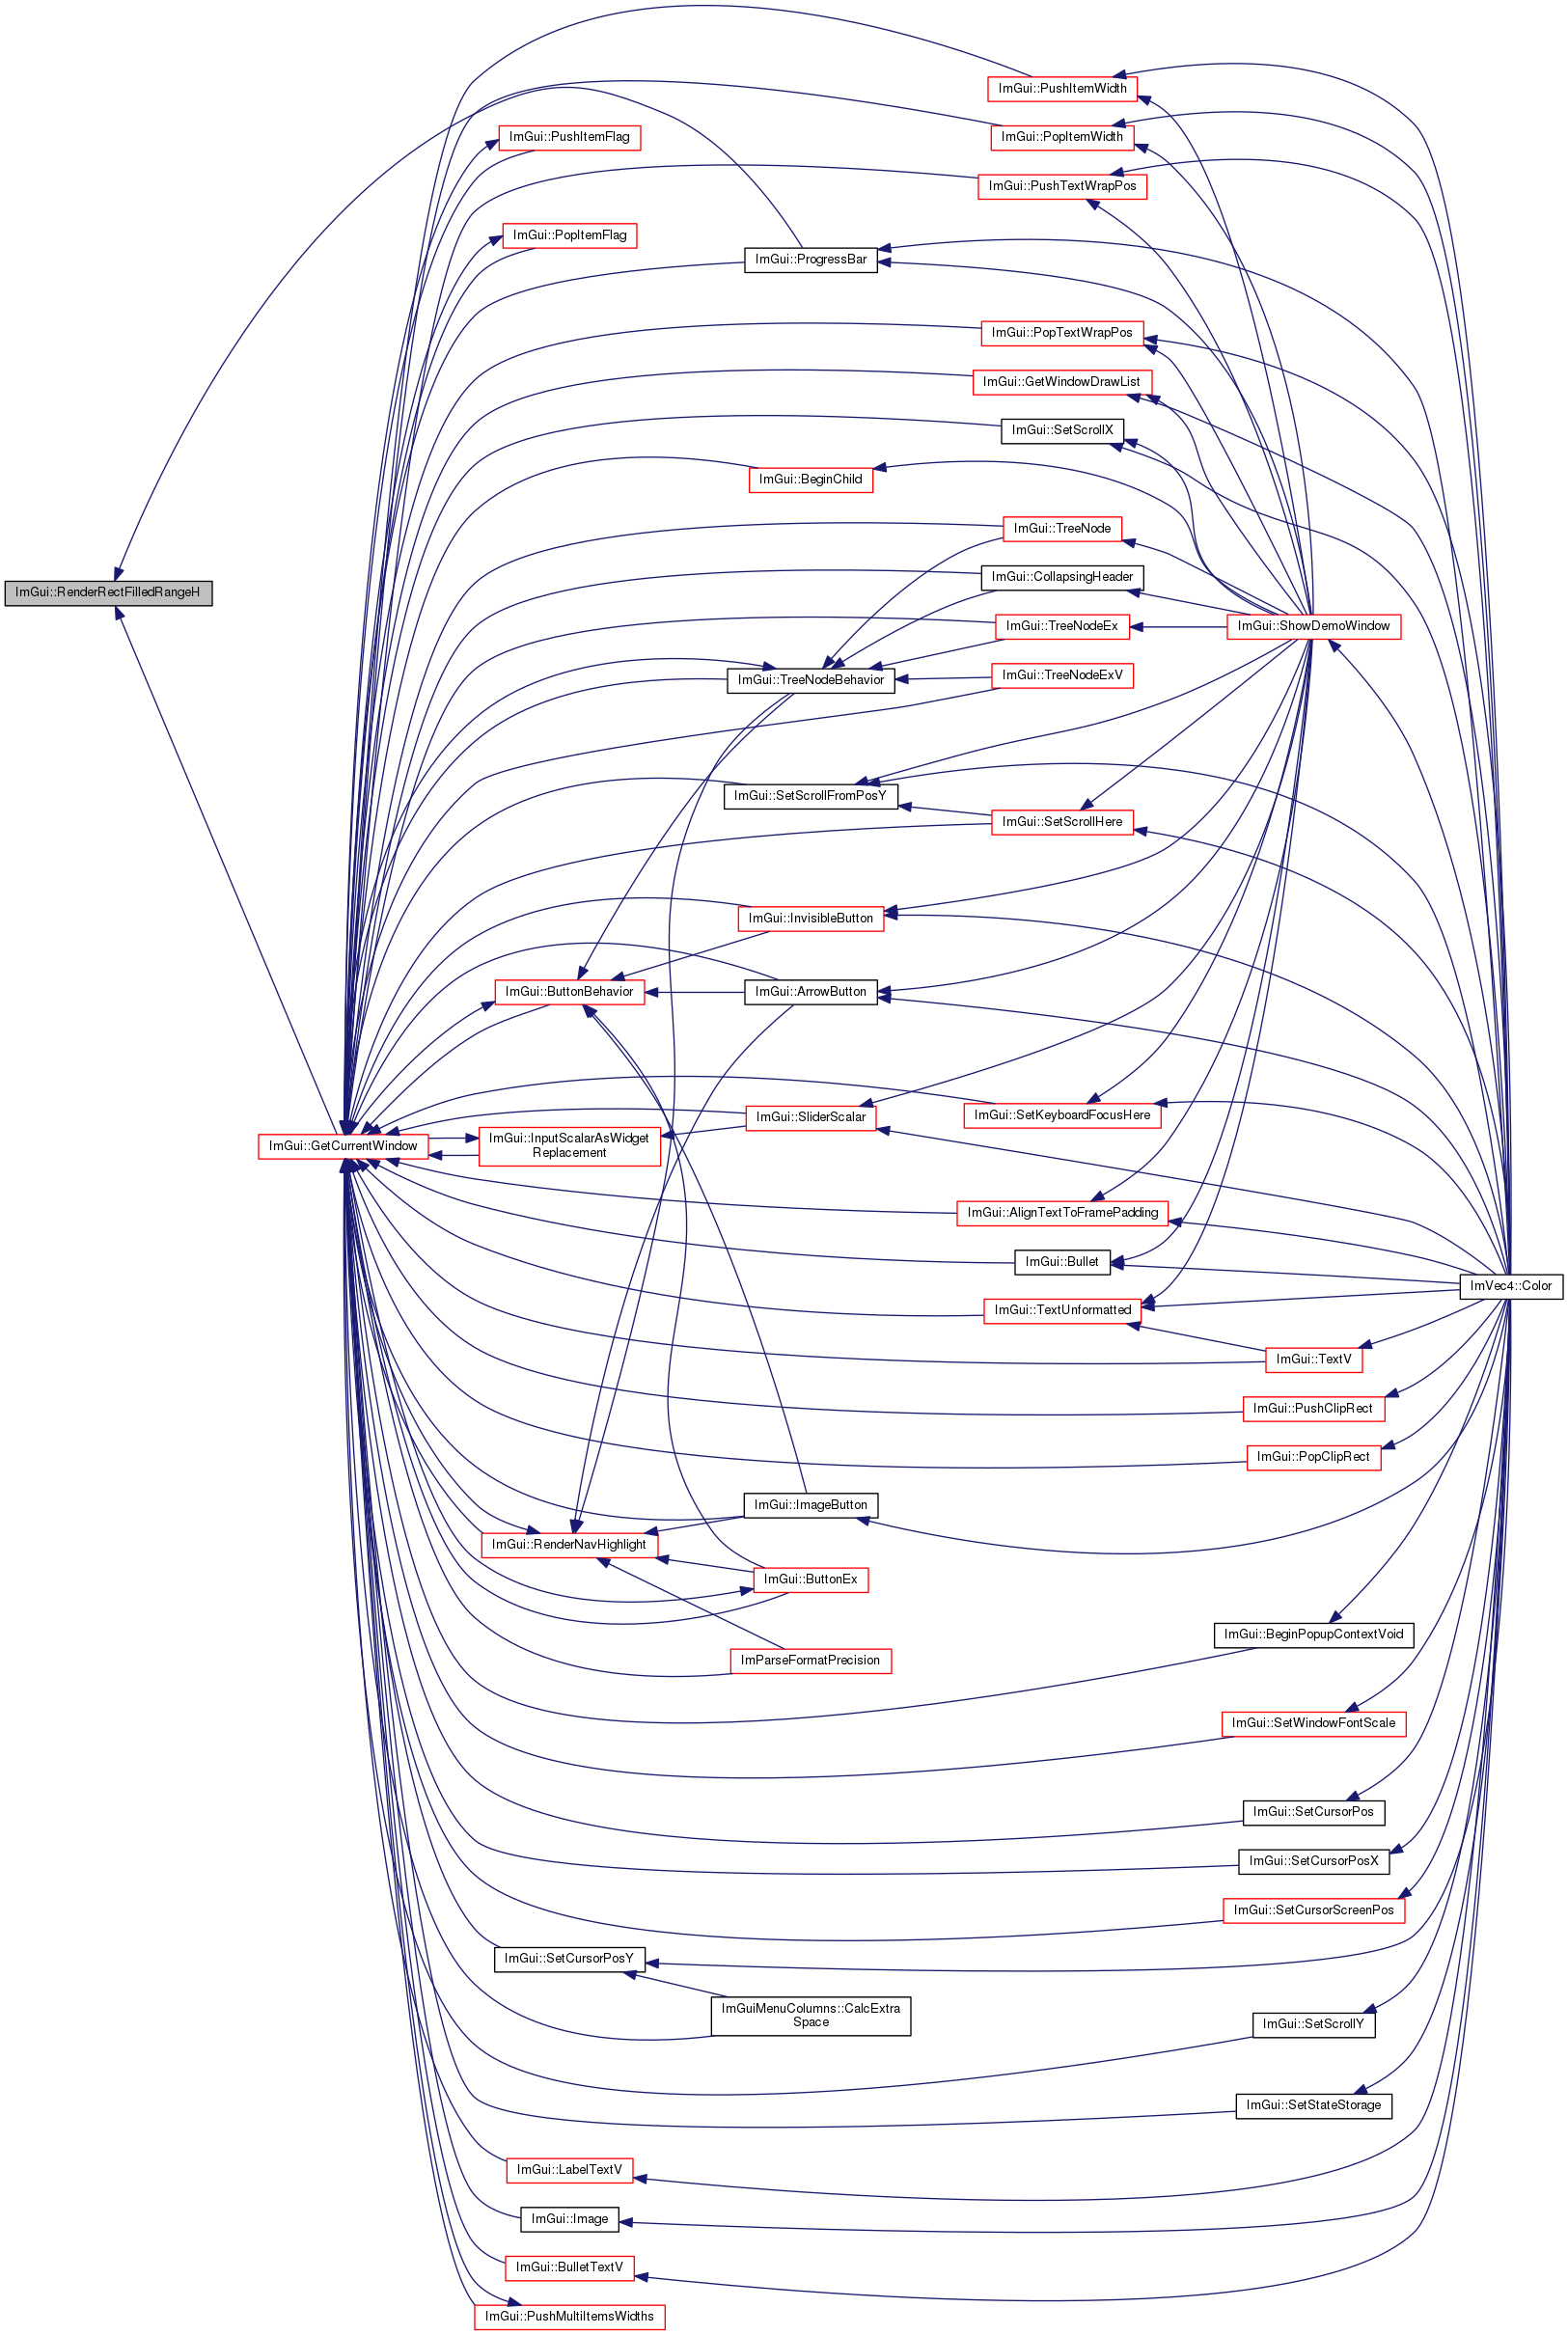 ImGui::PushItemWidth
ImGui::PushItemFlag
ImGui::PopItemWidth
ImGui::PushTextWrapPos
ImGui::PopItemFlag
ImGui::ProgressBar
ImGui::PopTextWrapPos
ImGui::GetWindowDrawList
ImGui::SetScrollX
ImGui::BeginChild
ImGui::TreeNode
ImGui::CollapsingHeader
ImGui::RenderRectFilledRangeH
ImGui::TreeNodeEx
ImGui::ShowDemoWindow
ImGui::TreeNodeBehavior
ImGui::TreeNodeExV
ImGui::SetScrollFromPosY
ImGui::SetScrollHere
ImGui::InvisibleButton
ImGui::ButtonBehavior
ImGui::ArrowButton
ImGui::SliderScalar
ImGui::SetKeyboardFocusHere
ImGui::GetCurrentWindow
ImGui::InputScalarAsWidget
Replacement
ImGui::AlignTextToFramePadding
ImGui::Bullet
ImVec4::Color
ImGui::TextUnformatted
ImGui::TextV
ImGui::PushClipRect
ImGui::PopClipRect
ImGui::ImageButton
ImGui::RenderNavHighlight
ImGui::ButtonEx
ImGui::BeginPopupContextVoid
ImParseFormatPrecision
ImGui::SetWindowFontScale
ImGui::SetCursorPos
ImGui::SetCursorPosX
ImGui::SetCursorScreenPos
ImGui::SetCursorPosY
ImGuiMenuColumns::CalcExtra
Space
ImGui::SetScrollY
ImGui::SetStateStorage
ImGui::LabelTextV
ImGui::Image
ImGui::BulletTextV
ImGui::PushMultiItemsWidths